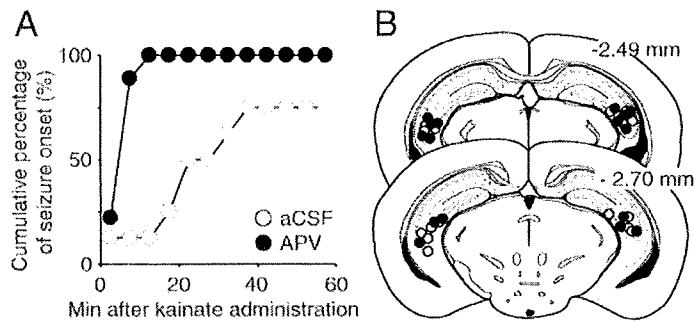 A
B
100
50
0
Cumulative percentage
of seizure onset (%)
aCSF
APV
0
20
40
60
Min after kainate administration
-2.49 mm
- 2.70 mm